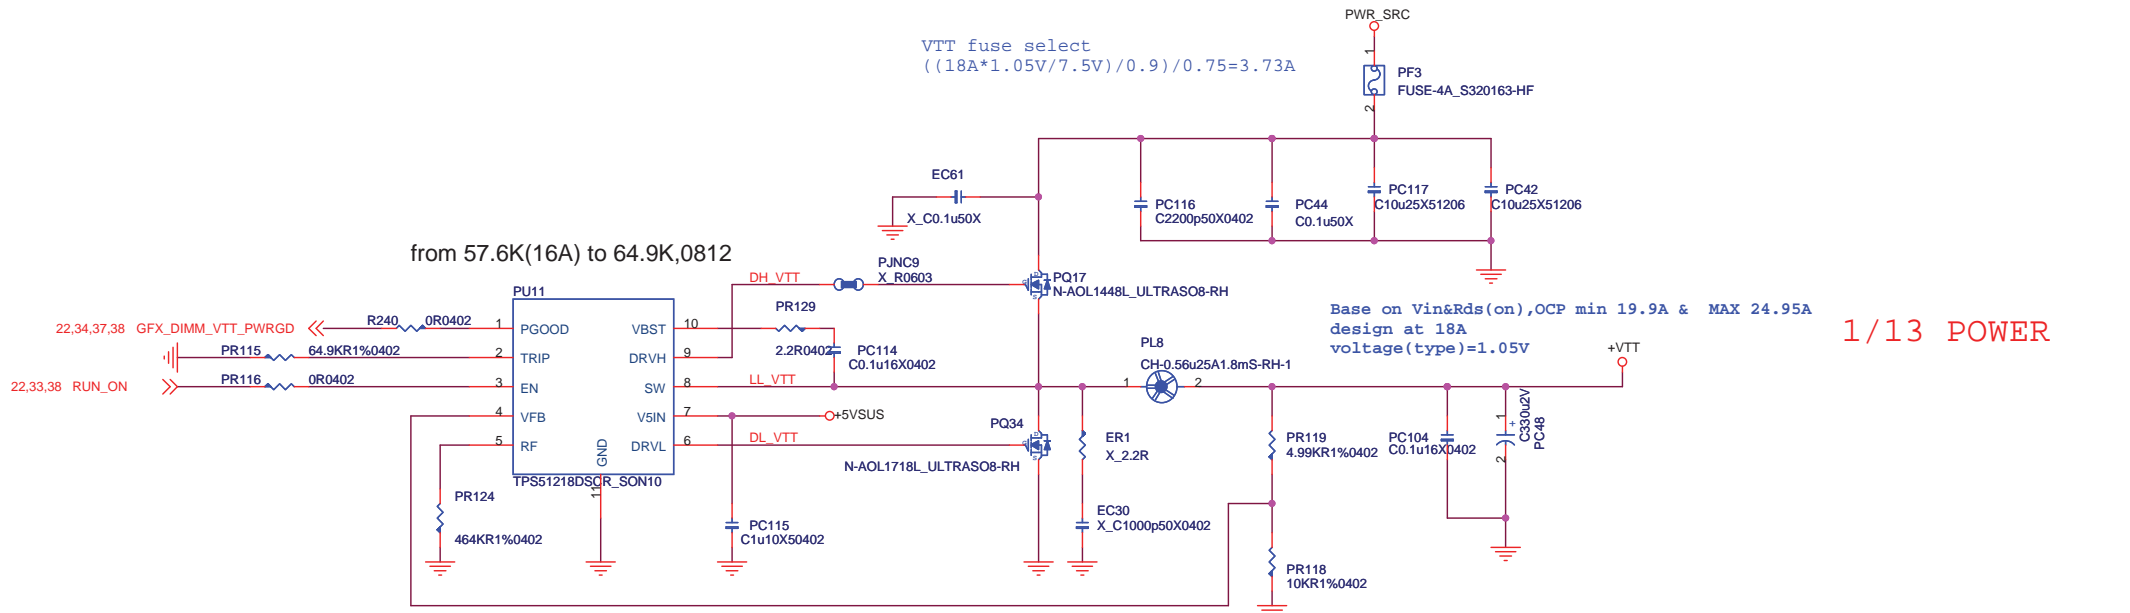 PWR_SRC
VTT fuse select
((18A*1.05V/7.5V)/0.9)/0.75=3.73A
1
PF3
FUSE-4A_S320163-HF
2
EC61
X_C0.1u50X
PC116
C2200p50X0402
PC44
C0.1u50X
PC117
C10u25X51206
PC42
C10u25X51206
from 57.6K(16A) to 64.9K,0812
DH_VTT
PJNC9
X_R0603
PQ17
N-AOL1448L_ULTRASO8-RH
PU11
22,34,37,38 GFX_DIMM_VTT_PWRGD
R240 0R0402
1 PGOOD
VBST 10
PR129
2.2R0402
PR115 64.9KR1%0402
2 TRIP
DRVH 9
PC114
C0.1u16X0402
22,33,38 RUN_ON
PR116 0R0402
3 EN
SW 8
LL_VTT
4 VFB
V5IN 7
+5VSUS
5 RF
DRVL 6
DL_VTT
GND
11
TPS51218DSCR_SON10
PQ34
N-AOL1718L_ULTRASO8-RH
Base on Vin&Rds(on),OCP min 19.9A & MAX 24.95A
design at 18A
voltage(type)=1.05V
1/13 POWER
PL8
CH-0.56u25A1.8mS-RH-1
1 2
+VTT
ER1
X_2.2R
PR119
4.99KR1%0402
PC104
C0.1u16X0402
1
+
2
C330u2V
PC48
PR124
464KR1%0402
PC115
C1u10X50402
EC30
X_C1000p50X0402
PR118
10KR1%0402